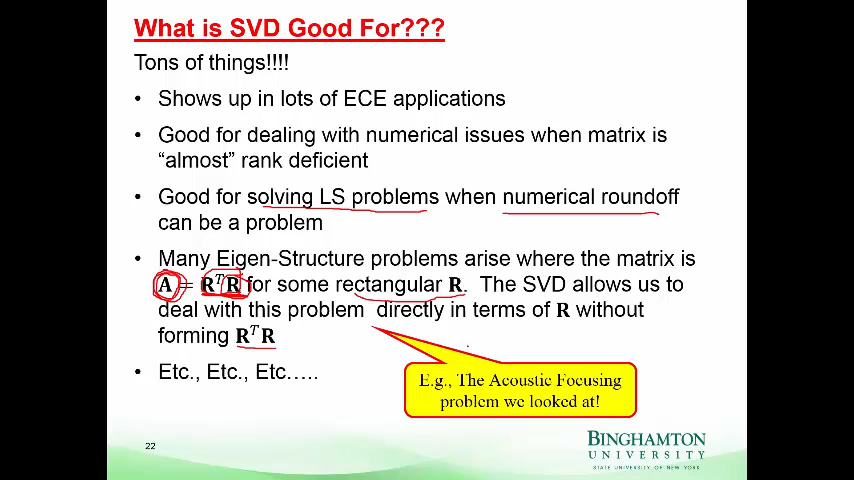 What is SVD Good For???
Tons of things!!!!
• Shows up in lots of ECE applications
• Good for dealing with numerical issues when matrix is
“almost” rank deficient
• Good for solving LS problems when numerical roundoff
can be a problem
• Many Eigen-Structure problems arise where the matrix is
A = RᵀR for some rectangular R. The SVD allows us to
deal with this problem directly in terms of R without
forming RᵀR
• Etc., Etc., Etc…..
E.g., The Acoustic Focusing
problem we looked at!
22
BINGHAMTON
UNIVERSITY
STATE UNIVERSITY OF NEW YORK